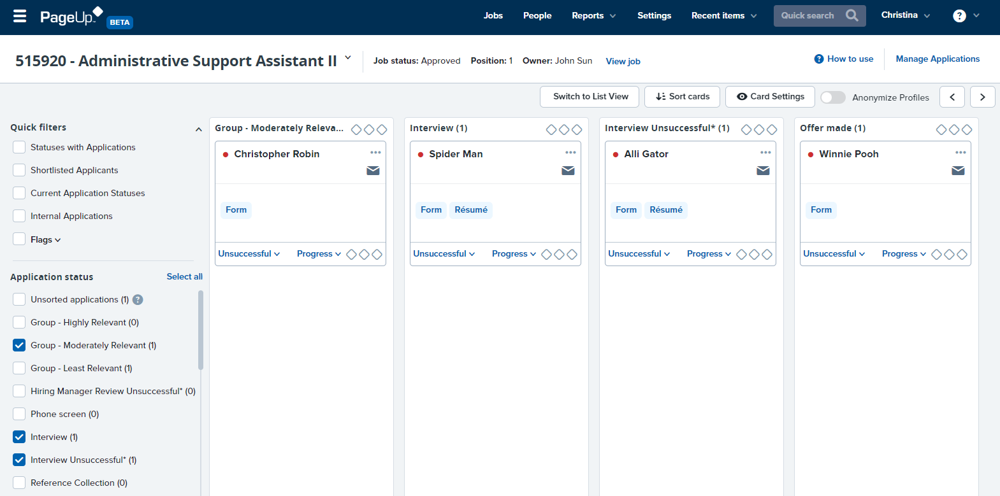 PageUp BETA
Jobs People Reports Settings Recent items Quick search Christina ?
515920 - Administrative Support Assistant II Job status: Approved Position: 1 Owner: John Sun View job ? How to use Manage Applications
Switch to List View Sort cards Card Settings Anonymize Profiles
Quick filters
Statuses with Applications
Shortlisted Applicants
Current Application Statuses
Internal Applications
Flags
Application status Select all
Unsorted applications (1) ?
Group - Highly Relevant (0)
Group - Moderately Relevant (1)
Group - Least Relevant (1)
Hiring Manager Review Unsuccessful* (0)
Phone screen (0)
Interview (1)
Interview Unsuccessful* (1)
Reference Collection (0)
Group - Moderately Releva...
Christopher Robin
Form
Unsuccessful Progress
Interview (1)
Spider Man
Form Résumé
Unsuccessful Progress
Interview Unsuccessful* (1)
Alli Gator
Form Résumé
Unsuccessful Progress
Offer made (1)
Winnie Pooh
Form
Unsuccessful Progress